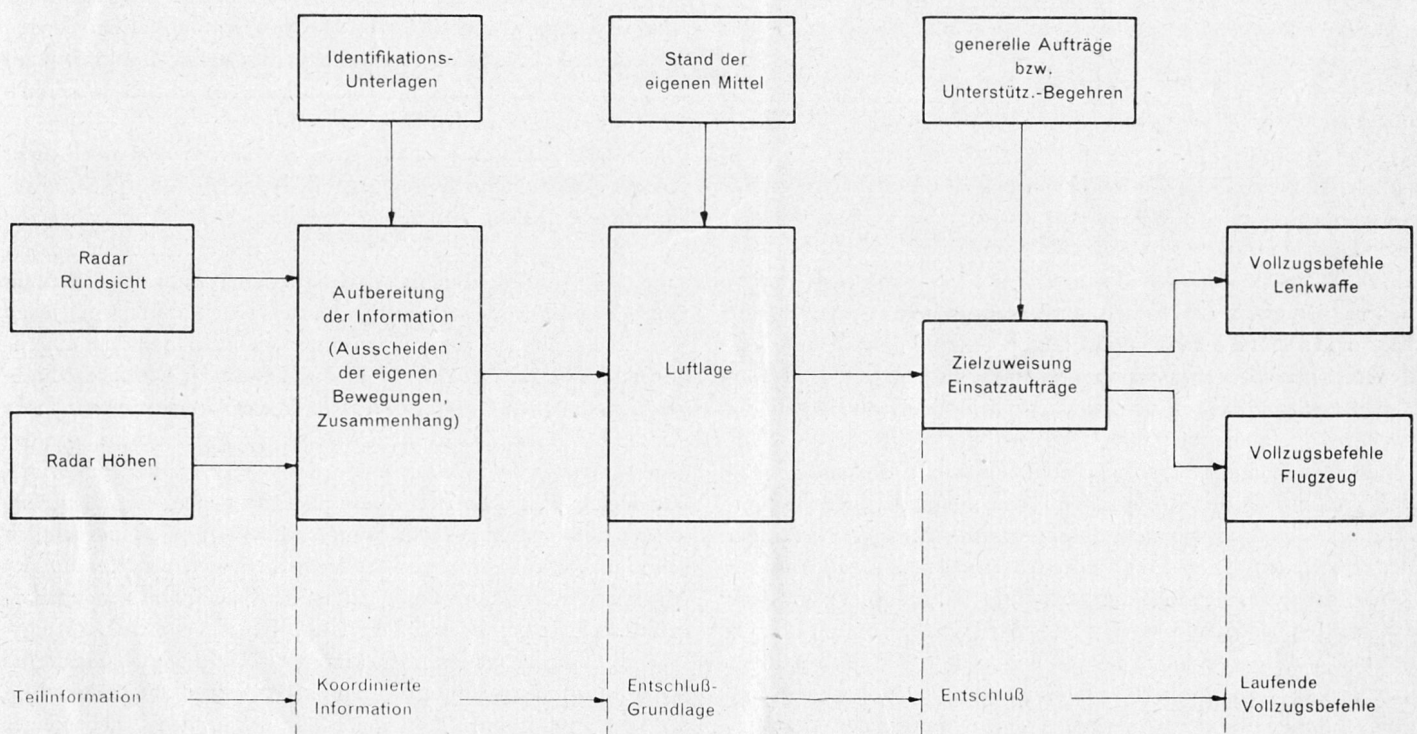 Identifikations-
Unterlagen
Stand der
eigenen Mittel
generelle Aufträge
bzw.
Unterstütz.-Begehren
Radar
Rundsicht
Radar Höhen
Aufbereitung
der Information
(Ausscheiden
der eigenen
Bewegungen,
Zusammenhang)
Luftlage
Zielzuweisung
Einsatzaufträge
Vollzugsbefehle
Lenkwaffe
Vollzugsbefehle
Flugzeug
Teilinformation
Koordinierte
Information
Entschluß-
Grundlage
Entschluß
Laufende
Vollzugsbefehle